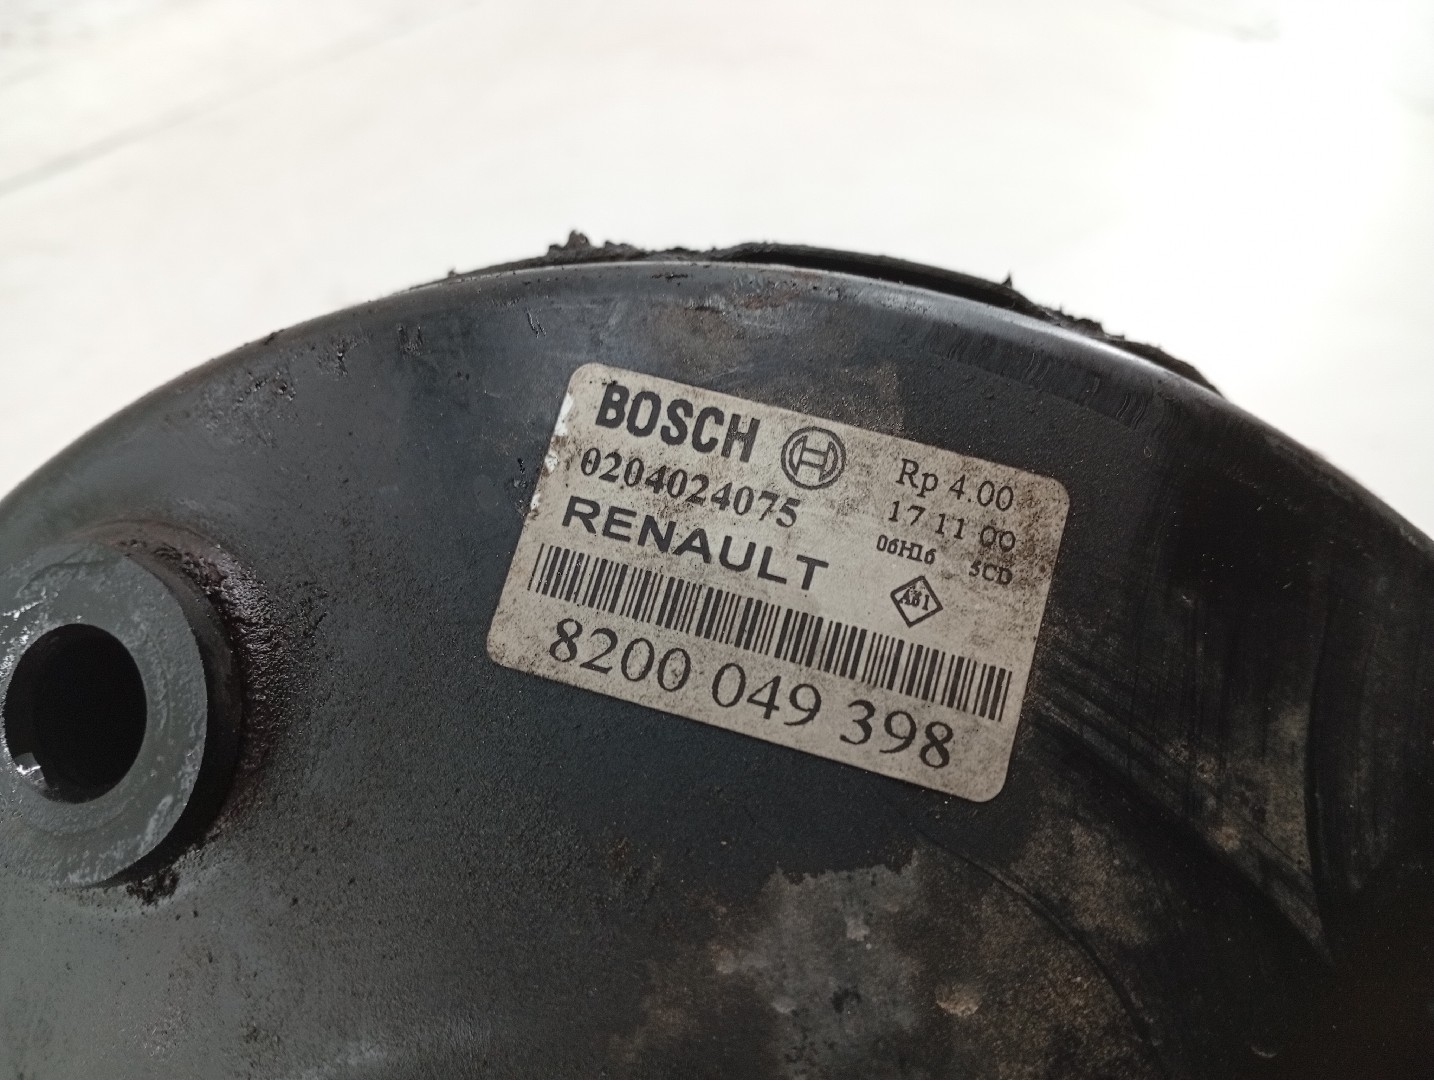 BOSCH
0204024075
RENAULT
8200 049 398
Rp 4.00
17 11 00
06H16 5CD